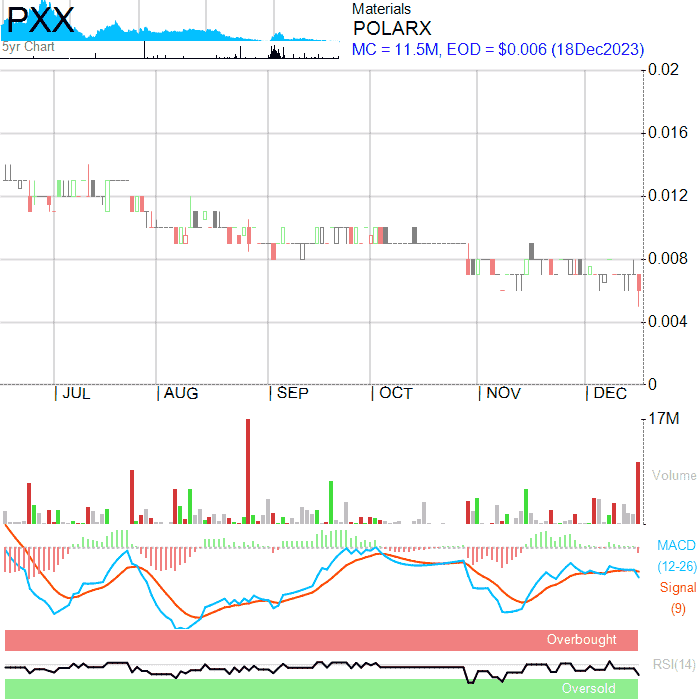 PXX
5yr Chart
Materials
POLARX
MC = 11.5M, EOD = $0.006 (18Dec2023)
0.02
0.016
0.012
0.008
0.004
0
JUL AUG SEP OCT NOV DEC
17M
Volume
MACD
(12-26)
Signal
(9)
Overbought
RSI(14)
Oversold